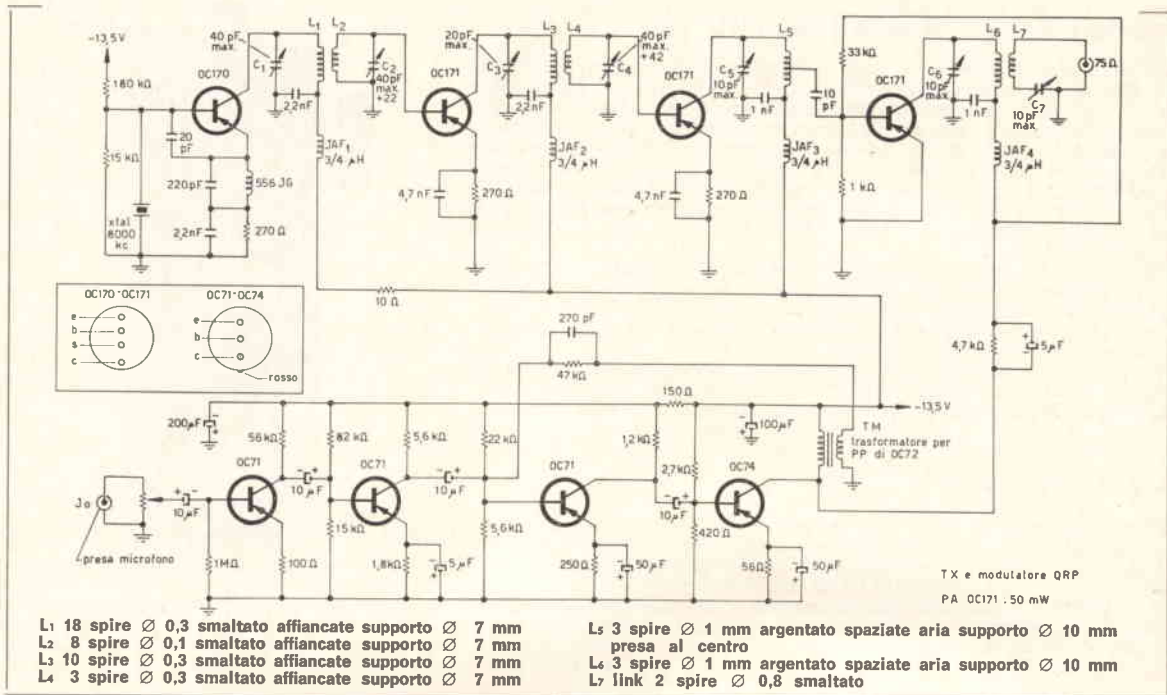 -13,5V
180 kΩ
15 kΩ
xtal
8000
kc
20
pF
220pF
2,2nF
556 JG
270 Ω
OC170
40 pF
max.
C1
2,2nF
L1
L2
JAF1
3/4 µH
C2
40pF
max.
+22
OC171
4,7 nF
270 Ω
20 pF
max.
C3
2,2nF
L3
L4
JAF2
3/4 µH
40 pF
max.
+42
C4
OC171
4,7 nF
270 Ω
C5
10 pF
max.
1 nF
L5
JAF3
3/4 µH
10
pF
33 kΩ
1 kΩ
OC171
C6
10 pF
max.
1 nF
L6
L7
JAF4
3/4 µH
C7
10 pF
max.
75Ω
10 Ω
OC170-OC171
e
b
s
c
OC71-OC74
e
b
c
rosso
270 pF
47 kΩ
150 Ω
4,7 kΩ
5 µF
-13,5V
200µF
56 kΩ
82 kΩ
5,6 kΩ
22 kΩ
1,2 kΩ
2,7 kΩ
100 µF
TM
trasformatore per
PP di OC72
Jo
presa microfono
10 µF
1MΩ
OC71
100 Ω
10 µF
15 kΩ
OC71
1,8kΩ
5 µF
10 µF
5,6 kΩ
OC71
250 Ω
50 µF
10 µF
420Ω
OC74
56 Ω
50 µF
TX e modulatore QRP
PA OC171 . 50 mW
L1 18 spire Ø 0,3 smaltato affiancate supporto Ø 7 mm
L2 8 spire Ø 0,1 smaltato affiancate supporto Ø 7 mm
L3 10 spire Ø 0,3 smaltato affiancate supporto Ø 7 mm
L4 3 spire Ø 0,3 smaltato affiancate supporto Ø 7 mm
L5 3 spire Ø 1 mm argentato spaziate aria supporto Ø 10 mm
presa al centro
L6 3 spire Ø 1 mm argentato spaziate aria supporto Ø 10 mm
L7 link 2 spire Ø 0,8 smaltato